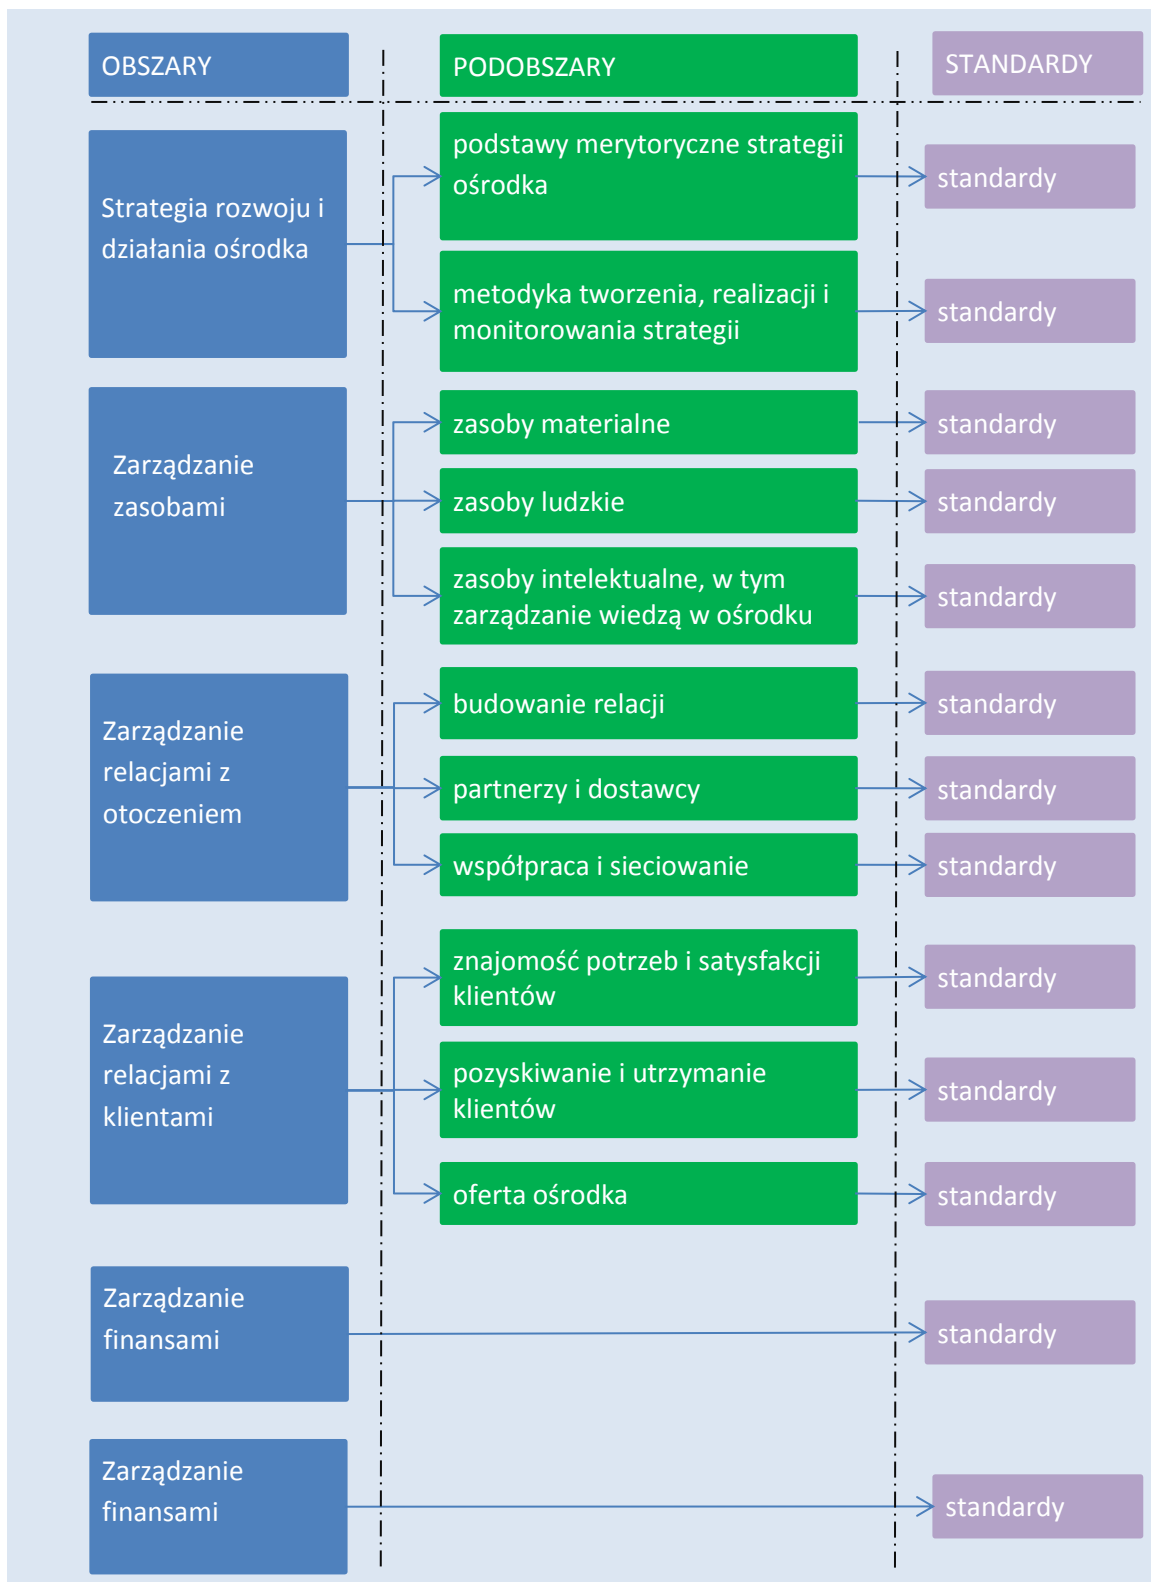 OBSZARY
PODOBSZARY
STANDARDY
Strategia rozwoju i
działania ośrodka
podstawy merytoryczne strategii
ośrodka
standardy
metodyka tworzenia, realizacji i
monitorowania strategii
standardy
Zarządzanie
zasobami
zasoby materialne
standardy
zasoby ludzkie
standardy
zasoby intelektualne, w tym
zarządzanie wiedzą w ośrodku
standardy
Zarządzanie
relacjami z
otoczeniem
budowanie relacji
standardy
partnerzy i dostawcy
standardy
współpraca i sieciowanie
standardy
Zarządzanie
relacjami z
klientami
znajomość potrzeb i satysfakcji
klientów
standardy
pozyskiwanie i utrzymanie
klientów
standardy
oferta ośrodka
standardy
Zarządzanie
finansami
standardy
Zarządzanie
finansami
standardy